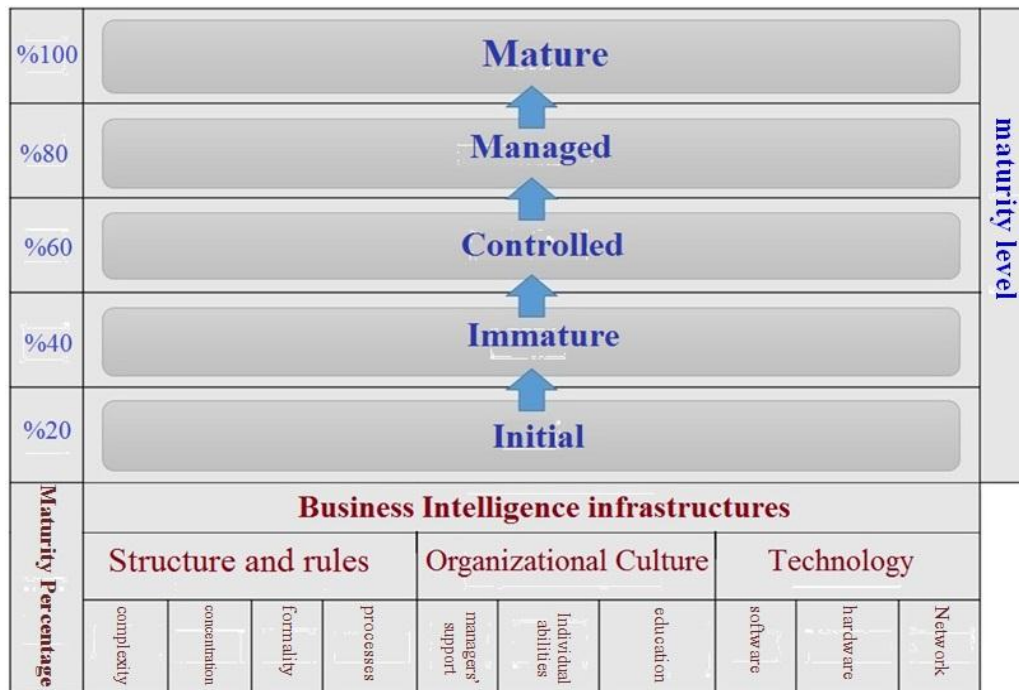 %100
Mature
%80
Managed
%60
Controlled
%40
Immature
%20
Initial
maturity level
Maturity Percentage
Business Intelligence infrastructures
Structure and rules
Organizational Culture
Technology
complexity
concentration
formality
processes
managers'
support
Individual
abilities
education
software
hardware
Network